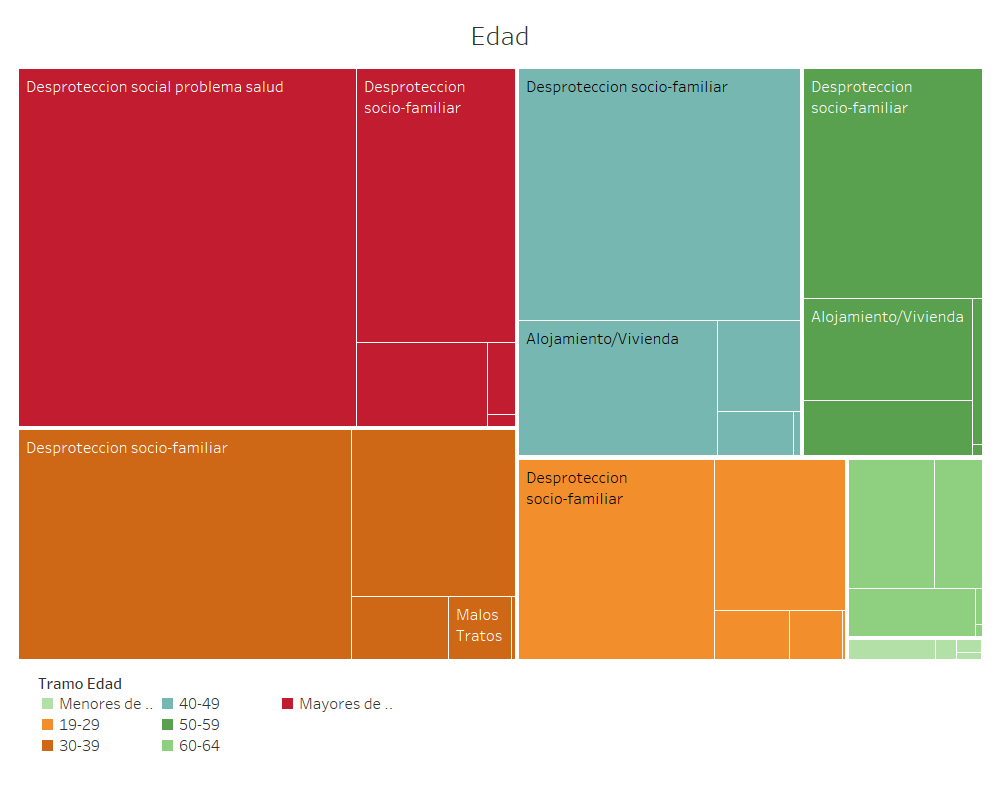 Edad
Desproteccion social problema salud
Desproteccion
socio-familiar
Desproteccion socio-familiar
Desproteccion
socio-familiar
Alojamiento/Vivienda
Alojamiento/Vivienda
Desproteccion socio-familiar
Malos
Tratos
Desproteccion
socio-familiar
Tramo Edad
Menores de ..
19-29
30-39
40-49
50-59
60-64
Mayores de ..